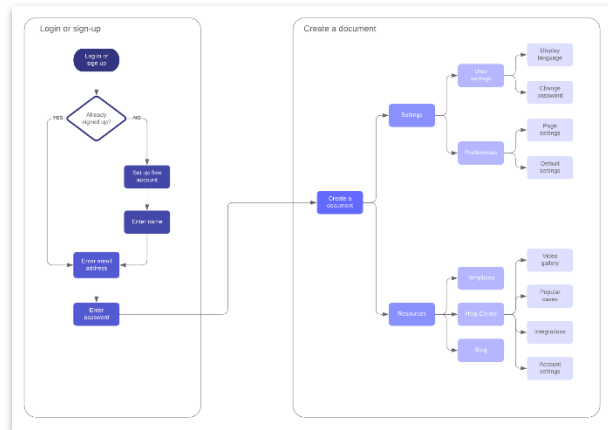 Login or sign-up
Log in or
sign up
Already
signed up?
YES
NO
Set up free
account
Enter name
Enter email
address
Enter
password
Create a document
Create a
document
Settings
User
settings
Display
language
Change
password
Preferences
Page
settings
Default
settings
Resources
Templates
Help Center
Blog
Video
gallery
Popular
cases
Integrations
Account
settings